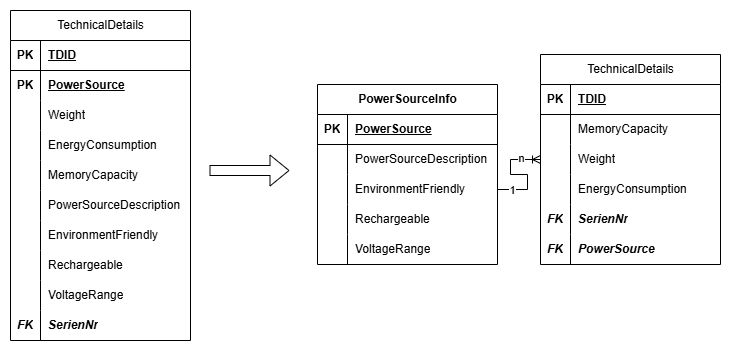 TechnicalDetails
PK TDID
PK PowerSource
Weight
EnergyConsumption
MemoryCapacity
PowerSourceDescription
EnvironmentFriendly
Rechargeable
VoltageRange
FK SerienNr
PowerSourceInfo
PK PowerSource
PowerSourceDescription
EnvironmentFriendly
Rechargeable
VoltageRange
1
n
TechnicalDetails
PK TDID
MemoryCapacity
Weight
EnergyConsumption
FK SerienNr
FK PowerSource